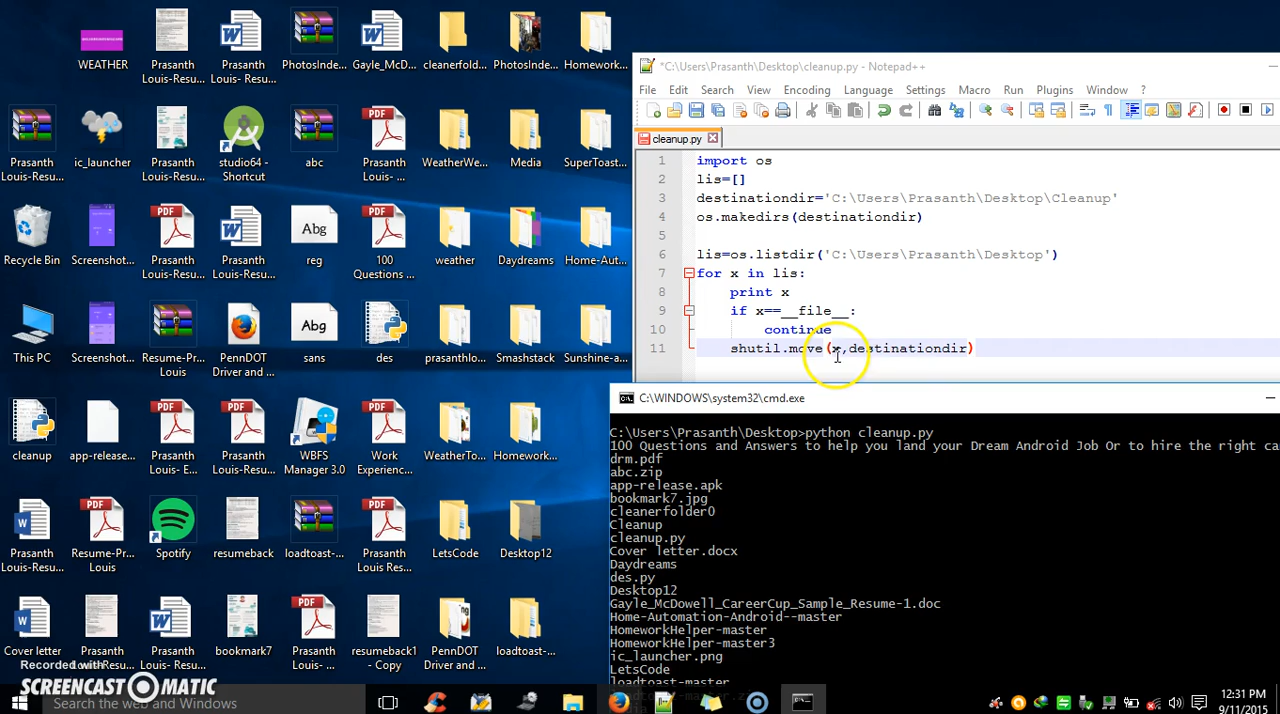 WEATHER
Prasanth
Louis-Resu...
Prasanth
Louis- Resu...
PhotosInde...
Gayle_McD...
cleanerfold...
PhotosInde...
Homework...
Prasanth
Louis-Resu...
ic_launcher
Prasanth
Louis-Resu...
studio64 -
Shortcut
abc
Prasanth
Louis- ...
WeatherWe...
Media
SuperToast...
Recycle Bin
Screenshot...
Prasanth
Louis-Resu...
Prasanth
Louis-Resu...
Abg
reg
100
Questions ...
weather
Daydreams
Home-Aut...
This PC
Screenshot...
Resume-Pr...
Louis
PennDOT
Driver and ...
Abg
sans
des
prasanthlo...
Smashstack
Sunshine-a...
cleanup
app-release...
Prasanth
Louis- E...
Prasanth
Louis-Resu...
WBFS
Manager 3.0
Work
Experienc...
WeatherTo...
Homework...
Prasanth
Louis-Resu...
Resume-Pr...
Louis
Spotify
resumeback
loadtoast-...
Prasanth
Louis Res...
LetsCode
Desktop12
Cover letter
Prasanth
Louis- Resu...
bookmark7
Prasanth
Louis- ...
resumeback1
- Copy
PennDOT
Driver and ...
loadtoast-...
*C:\Users\Prasanth\Desktop\cleanup.py - Notepad++
File Edit Search View Encoding Language Settings Macro Run Plugins Window ?
cleanup.py
1 import os
2 lis=[]
3 destinationdir='C:\Users\Prasanth\Desktop\Cleanup'
4 os.makedirs(destinationdir)
5
6 lis=os.listdir('C:\Users\Prasanth\Desktop')
7 for x in lis:
8 print x
9 if x==__file__:
10 continue
11 shutil.move(x,destinationdir)
C:\WINDOWS\system32\cmd.exe
C:\Users\Prasanth\Desktop>python cleanup.py
100 Questions and Answers to help you land your Dream Android Job Or to hire the right ca
drm.pdf
abc.zip
app-release.apk
bookmark7.jpg
Cleanerfolder0
Cleanup
cleanup.py
Cover letter.docx
Daydreams
des.py
Desktop12
Gayle_McDowell_CareerCup_Sample_Resume-1.doc
Home-Automation-Android--master
HomeworkHelper-master
HomeworkHelper-master3
ic_launcher.png
LetsCode
loadtoast-master
Recorded with
SCREENCAST MATIC
Search the web and Windows
12:31 PM
9/11/2015